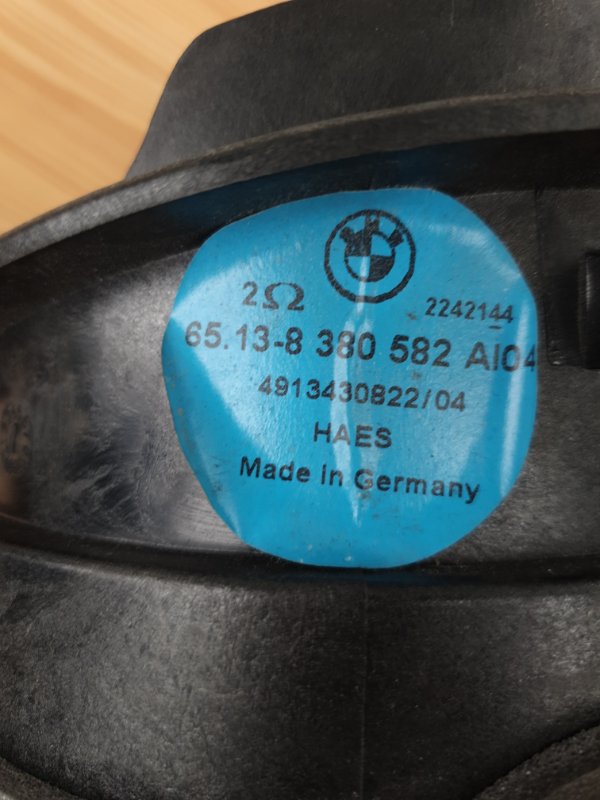 2Ω 2242144
65.13-8 380 582 AI04
4913430822/04
HAES
Made in Germany